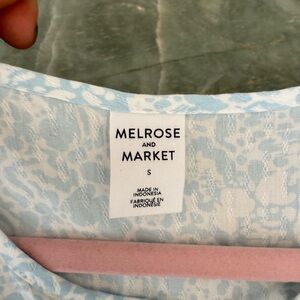 MELROSE
AND
MARKET
S
MADE IN
INDONESIA
FABRIQUÉ EN
INDONÉSIE